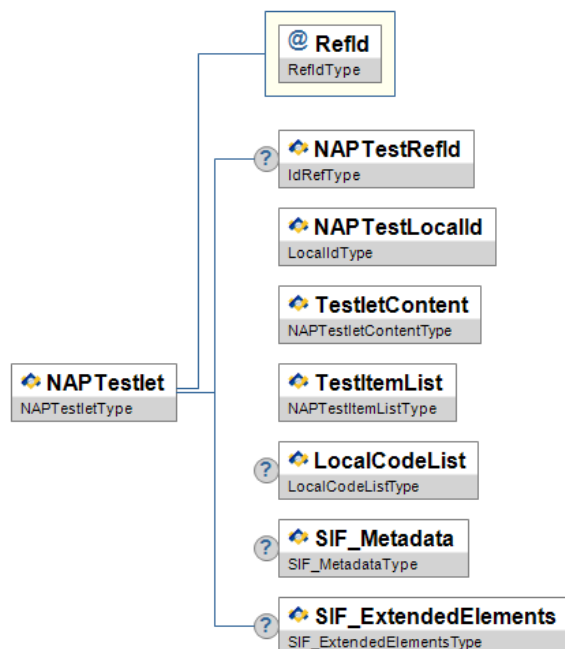 @ RefId
RefIdType
? NAPTestRefId
IdRefType
NAPTestLocalId
LocalIdType
TestletContent
NAPTestletContentType
NAPTestlet
NAPTestletType
TestItemList
NAPTestItemListType
? LocalCodeList
LocalCodeListType
? SIF_Metadata
SIF_MetadataType
? SIF_ExtendedElements
SIF_ExtendedElementsType